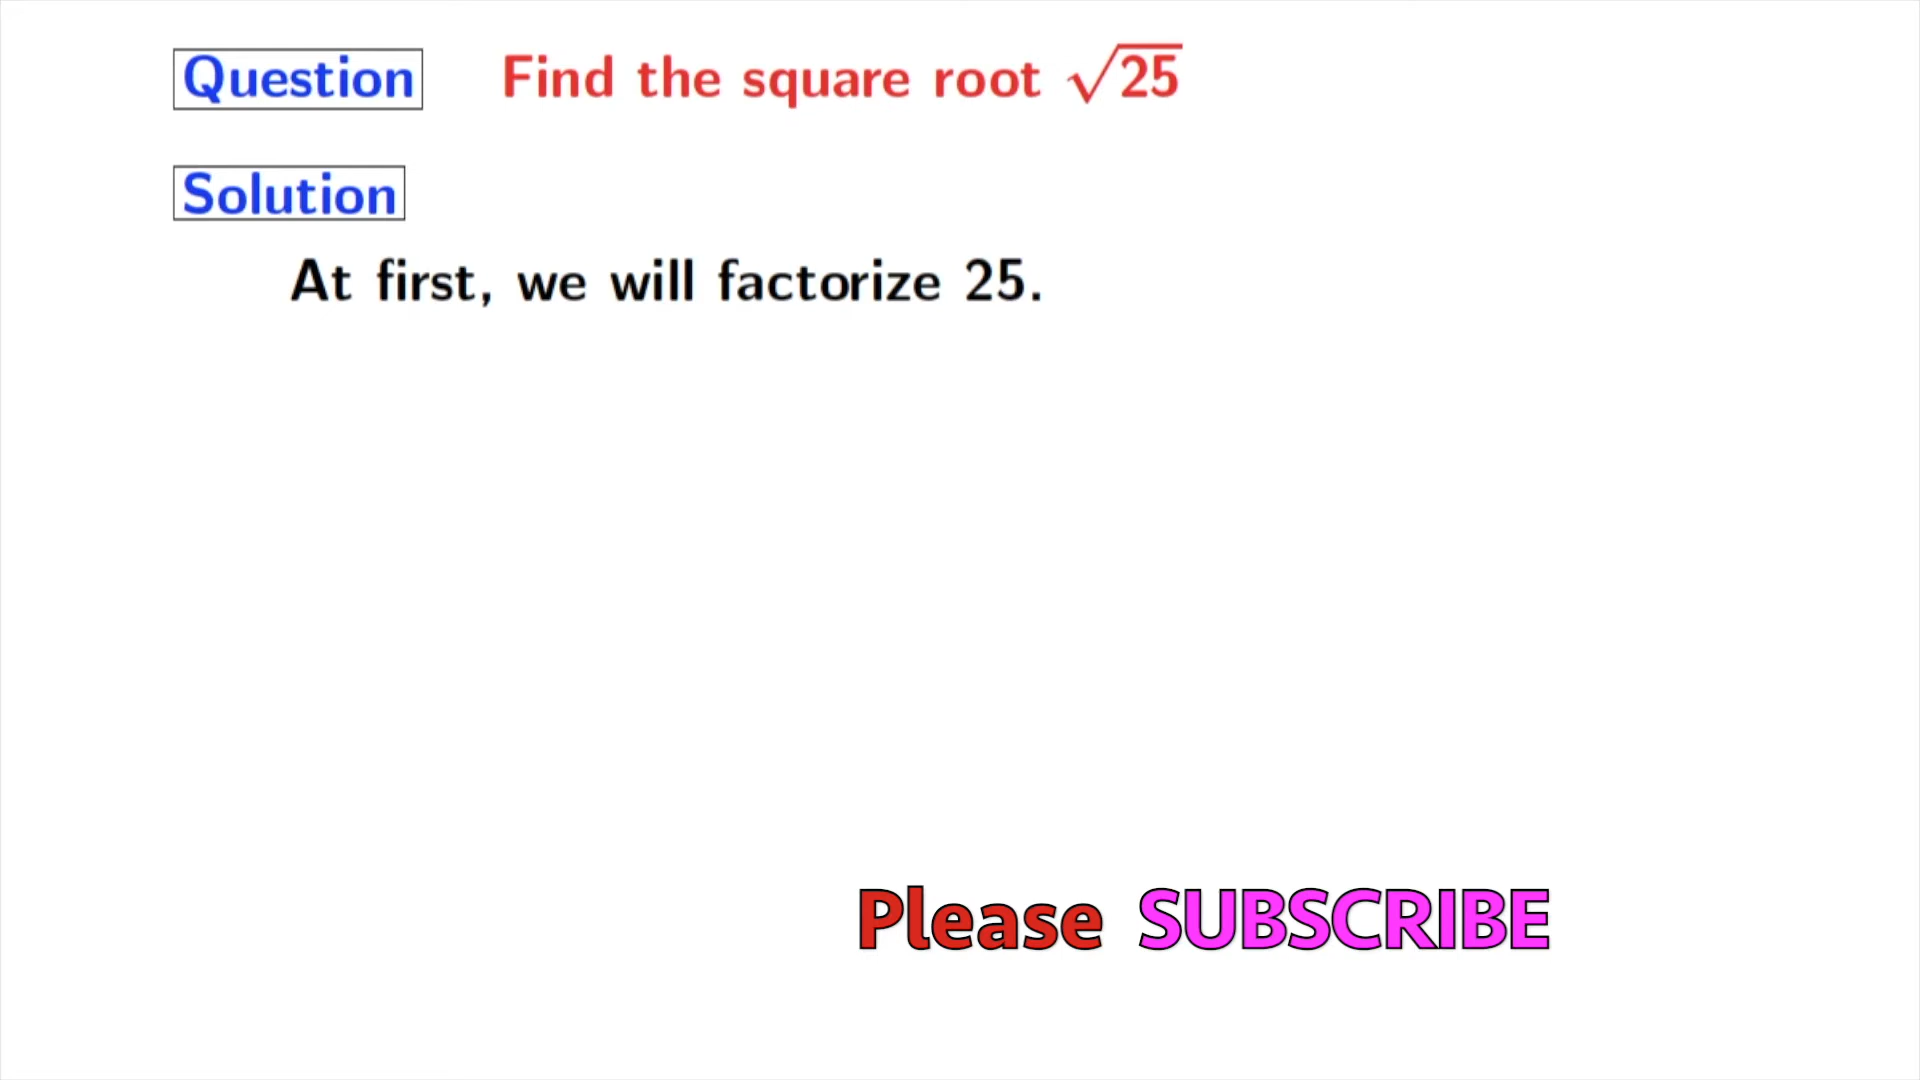 Question Find the square root √25
Solution
At first, we will factorize 25.
Please SUBSCRIBE